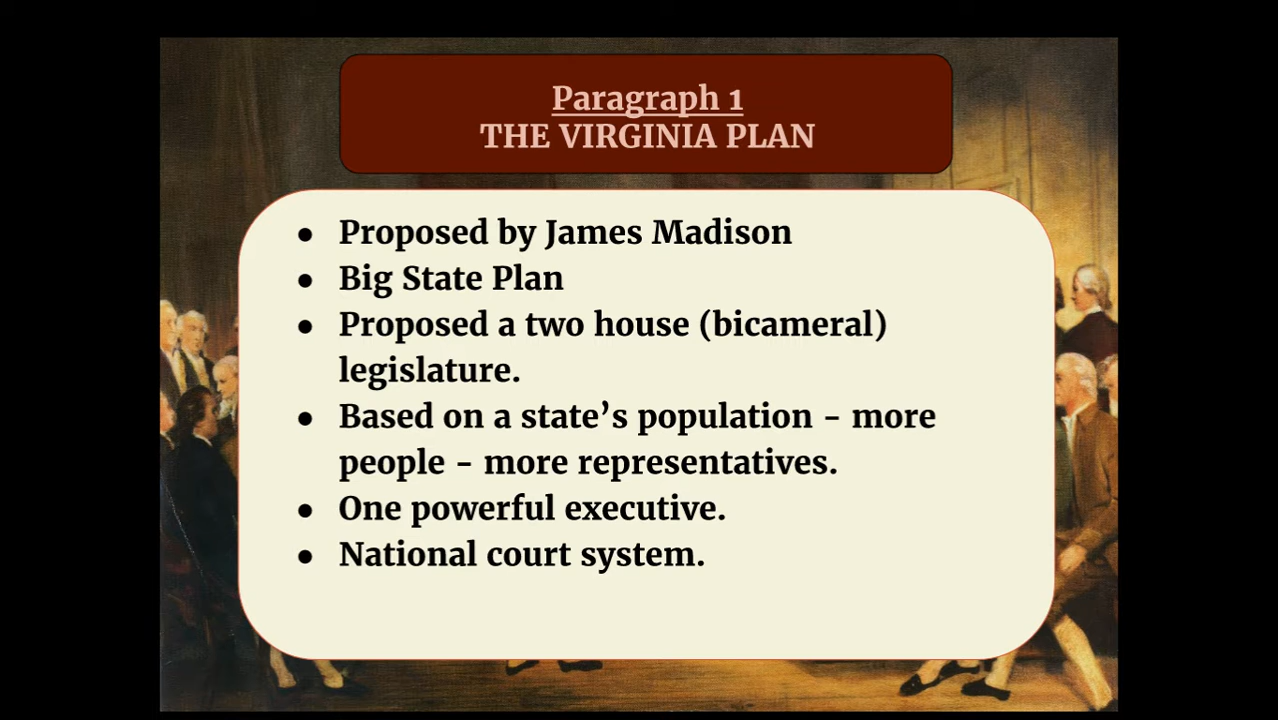 Paragraph 1
THE VIRGINIA PLAN
● Proposed by James Madison
● Big State Plan
● Proposed a two house (bicameral)
legislature.
● Based on a state’s population - more
people - more representatives.
● One powerful executive.
● National court system.